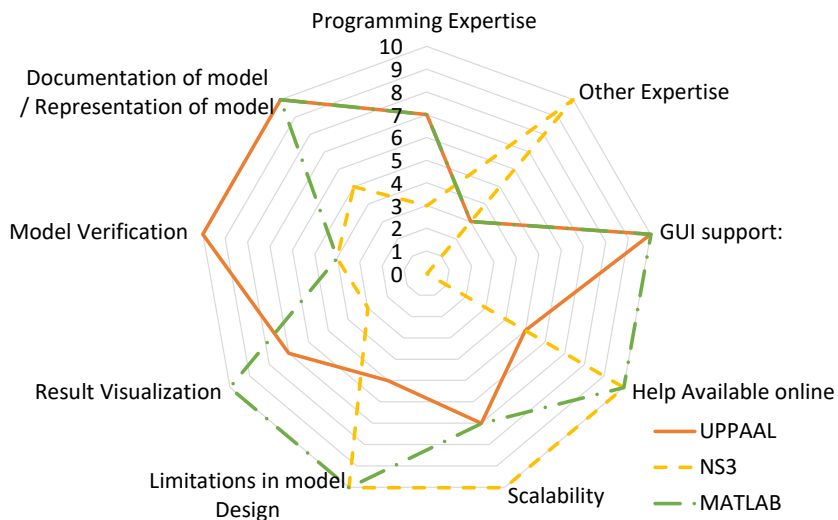 Programming Expertise
10
9
8
7
6
5
4
3
2
1
0
Other Expertise
GUI support:
Help Available online
Scalability
Limitations in model
Design
Result Visualization
Model Verification
Documentation of model
/ Representation of model
UPPAAL
NS3
MATLAB